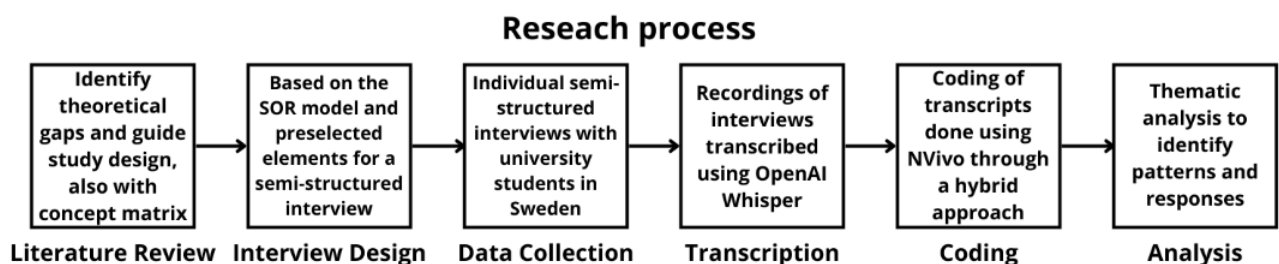 Reseach process
Identify
theoretical
gaps and guide
study design,
also with
concept matrix
Literature Review
Based on the
SOR model and
preselected
elements for a
semi-structured
interview
Interview Design
Individual semi-
structured
interviews with
university
students in
Sweden
Data Collection
Recordings of
interviews
transcribed
using OpenAI
Whisper
Transcription
Coding of
transcripts
done using
NVivo through
a hybrid
approach
Coding
Thematic
analysis to
identify
patterns and
responses
Analysis